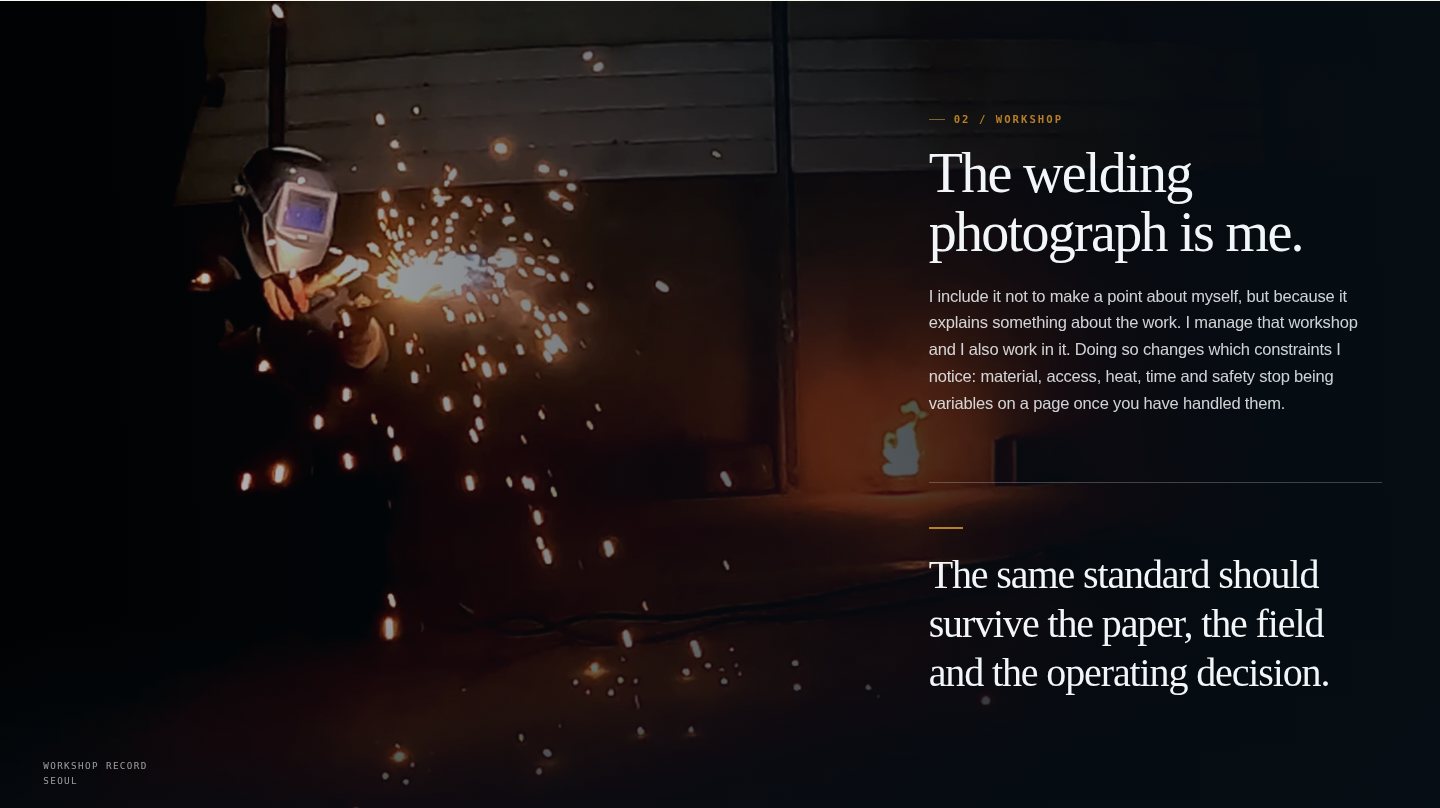 02 / WORKSHOP
The welding
photograph is me.
I include it not to make a point about myself, but because it
explains something about the work. I manage that workshop
and I also work in it. Doing so changes which constraints I
notice: material, access, heat, time and safety stop being
variables on a page once you have handled them.
The same standard should
survive the paper, the field
and the operating decision.
WORKSHOP RECORD
SEOUL